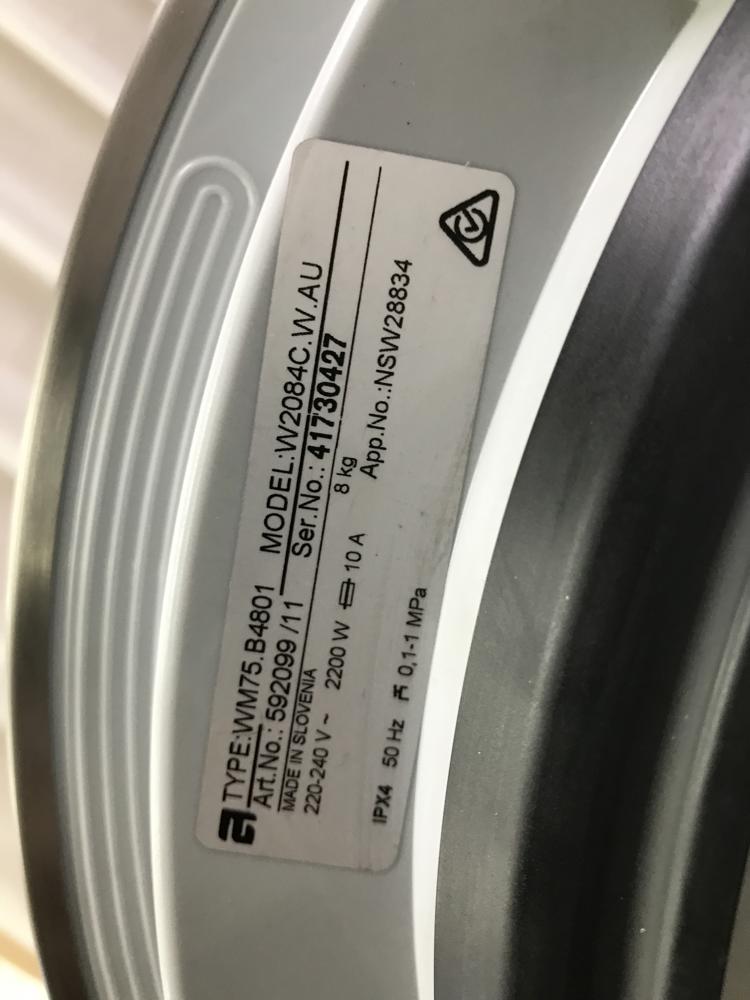 TYPE:WM75.B4801 MODEL:W2084C.W.AU
Art.No.: 592099 /11 Ser.No.: 41730427
MADE IN SLOVENIA
220-240 V ~ 2200 W 10 A 8 kg
App.No.:NSW28834
IPX4 50 Hz 0,1-1 MPa